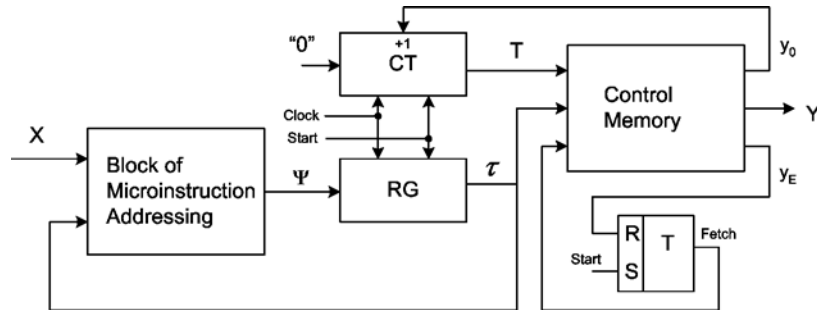 "0"
+1
CT
T
y0
Clock
Start
Control
Memory
Y
X
Block of
Microinstruction
Addressing
Ψ
RG
τ
yE
R
T
Fetch
Start
S